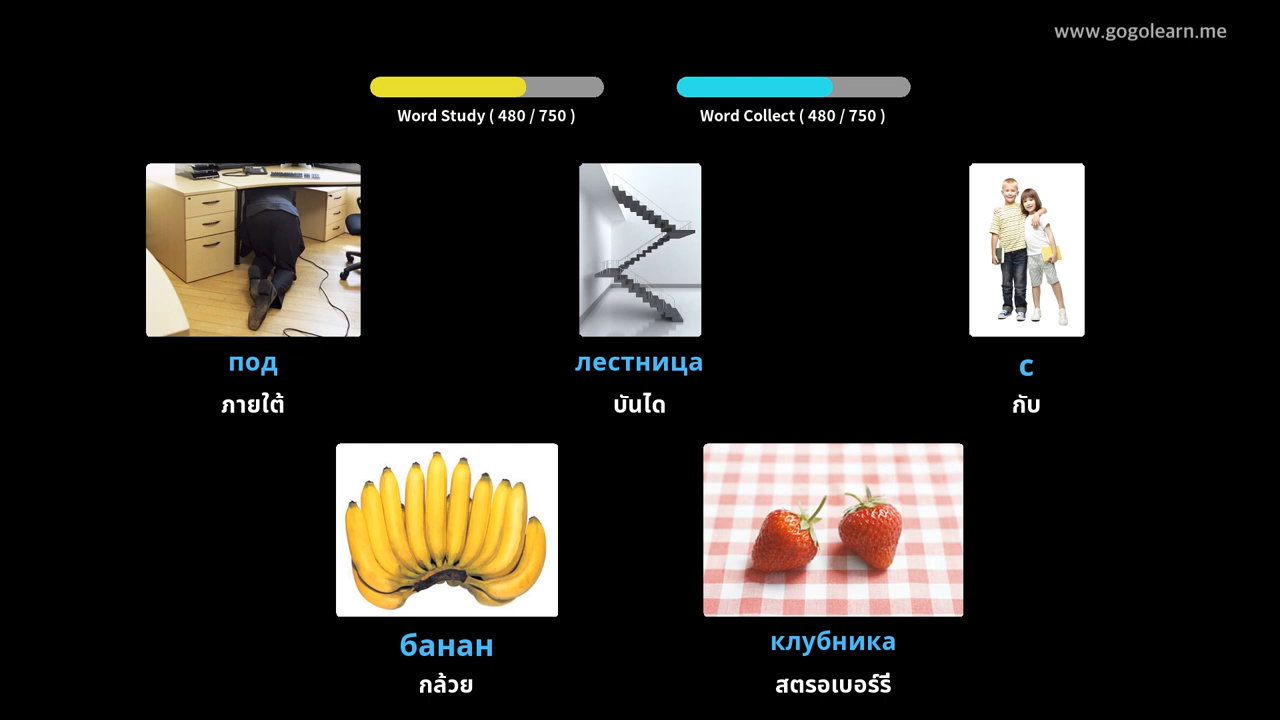 www.gogolearn.me
Word Study ( 480 / 750 )
Word Collect ( 480 / 750 )
под
ภายใต้
лестница
บันได
с
กับ
банан
กล้วย
клубника
สตรอเบอร์รี